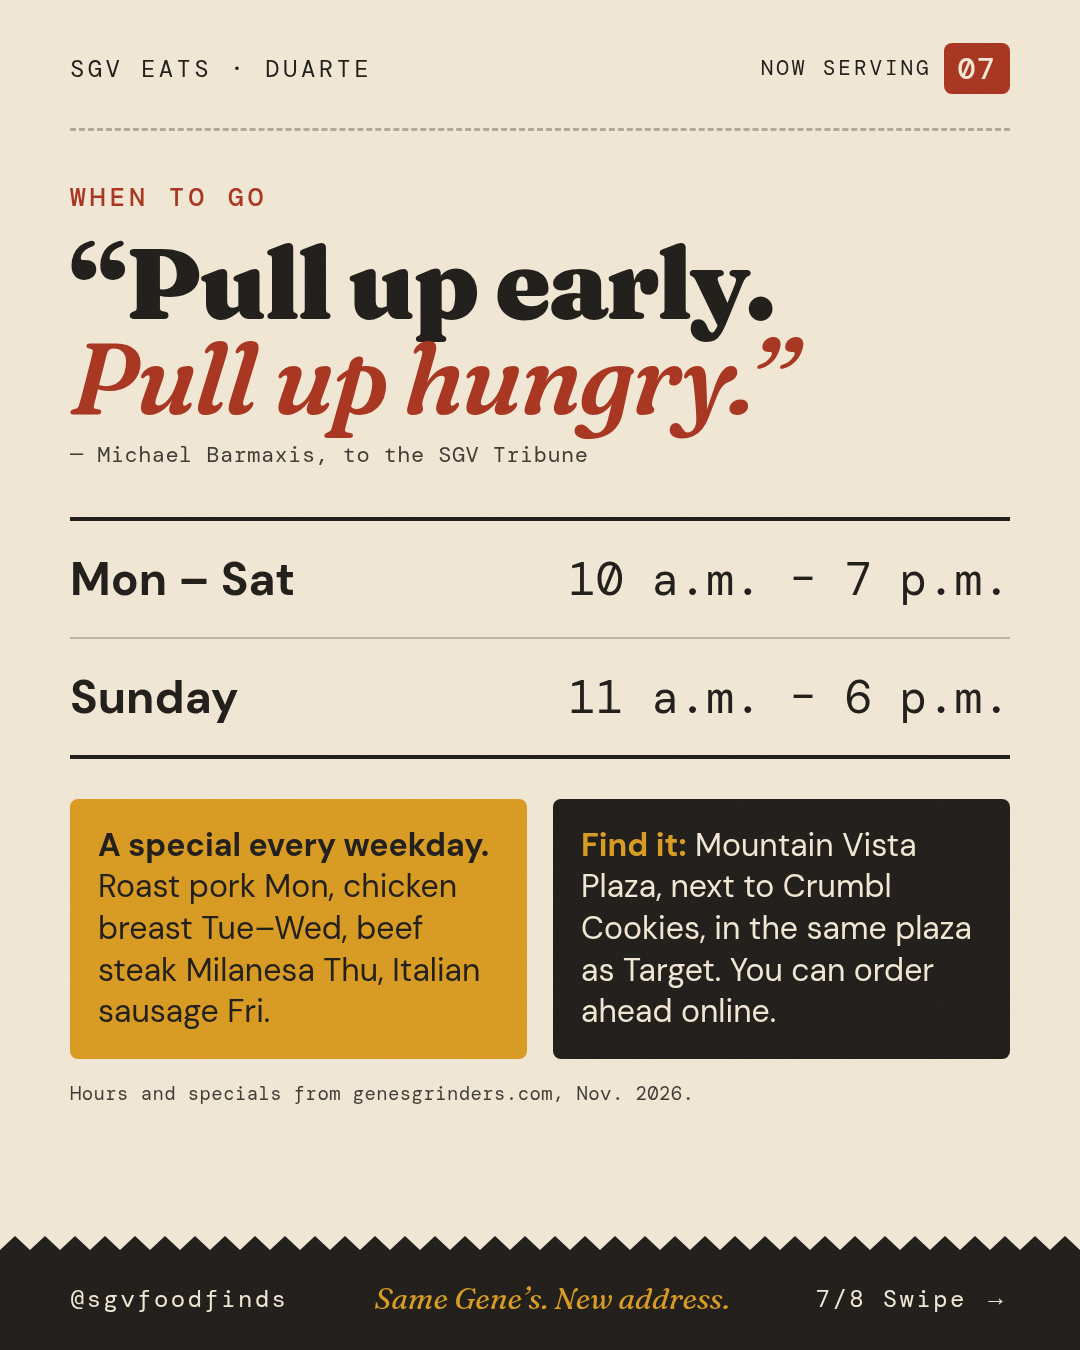 SGV EATS · DUARTE
NOW SERVING 07
WHEN TO GO
“Pull up early.
Pull up hungry.”
— Michael Barmaxis, to the SGV Tribune
Mon – Sat
10 a.m. – 7 p.m.
Sunday
11 a.m. – 6 p.m.
A special every weekday.
Roast pork Mon, chicken
breast Tue–Wed, beef
steak Milanesa Thu, Italian
sausage Fri.
Find it: Mountain Vista
Plaza, next to Crumbl
Cookies, in the same plaza
as Target. You can order
ahead online.
Hours and specials from genesgrinders.com, Nov. 2026.
@sgvfoodfinds
Same Gene’s. New address.
7/8 Swipe →